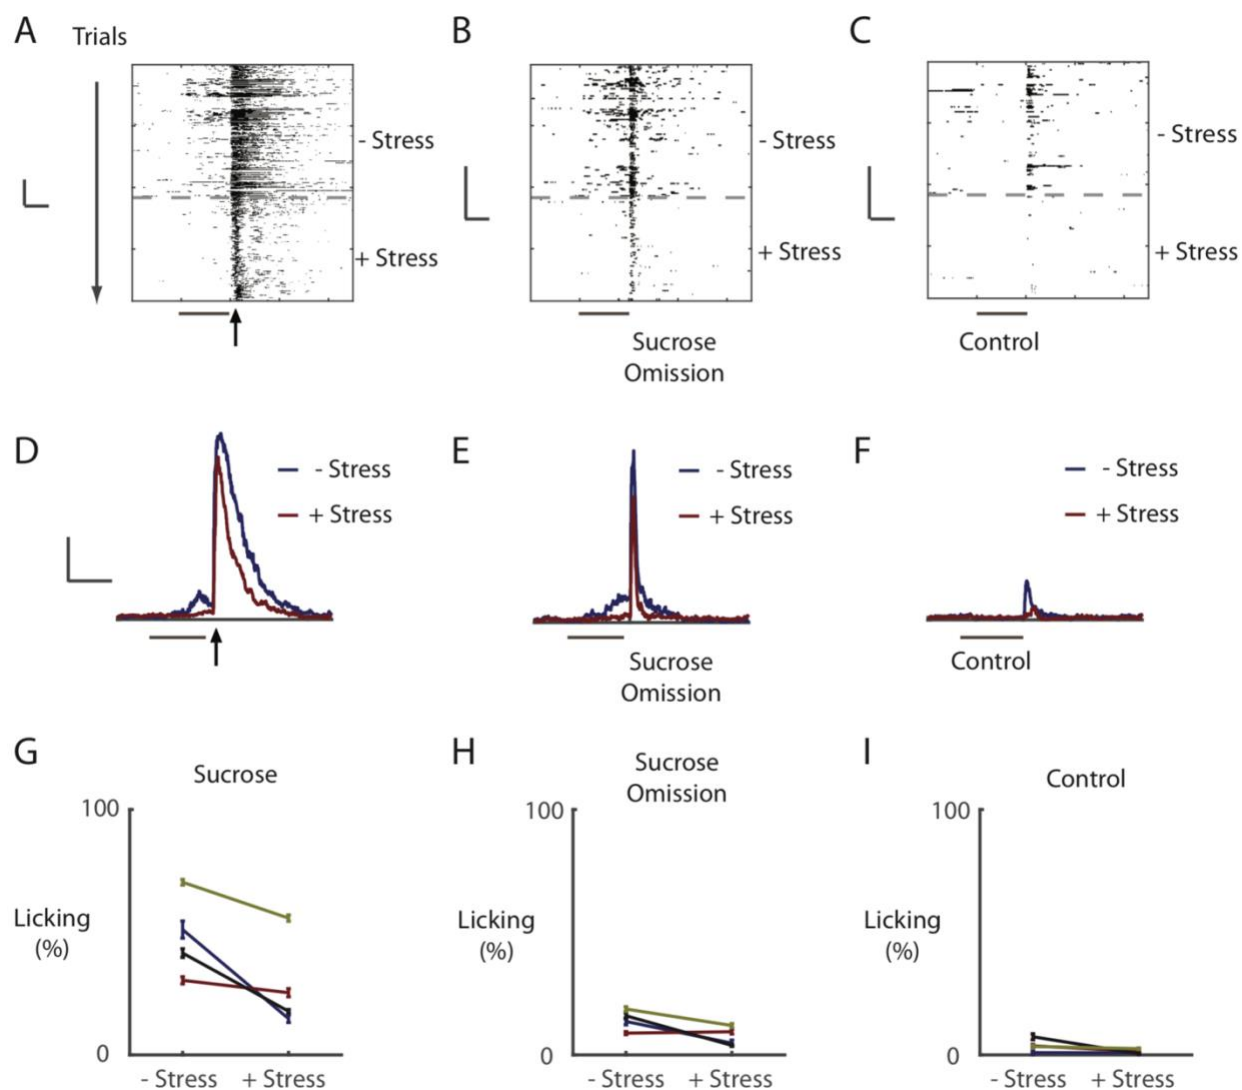 A
Trials
- Stress
+ Stress
B
- Stress
+ Stress
Sucrose
Omission
C
- Stress
+ Stress
Control
D
- Stress
+ Stress
E
- Stress
+ Stress
Sucrose
Omission
F
- Stress
+ Stress
Control
G
Sucrose
100
Licking
(%)
0
- Stress + Stress
H
Sucrose
Omission
100
Licking
(%)
0
- Stress + Stress
I
Control
100
Licking
(%)
0
- Stress + Stress